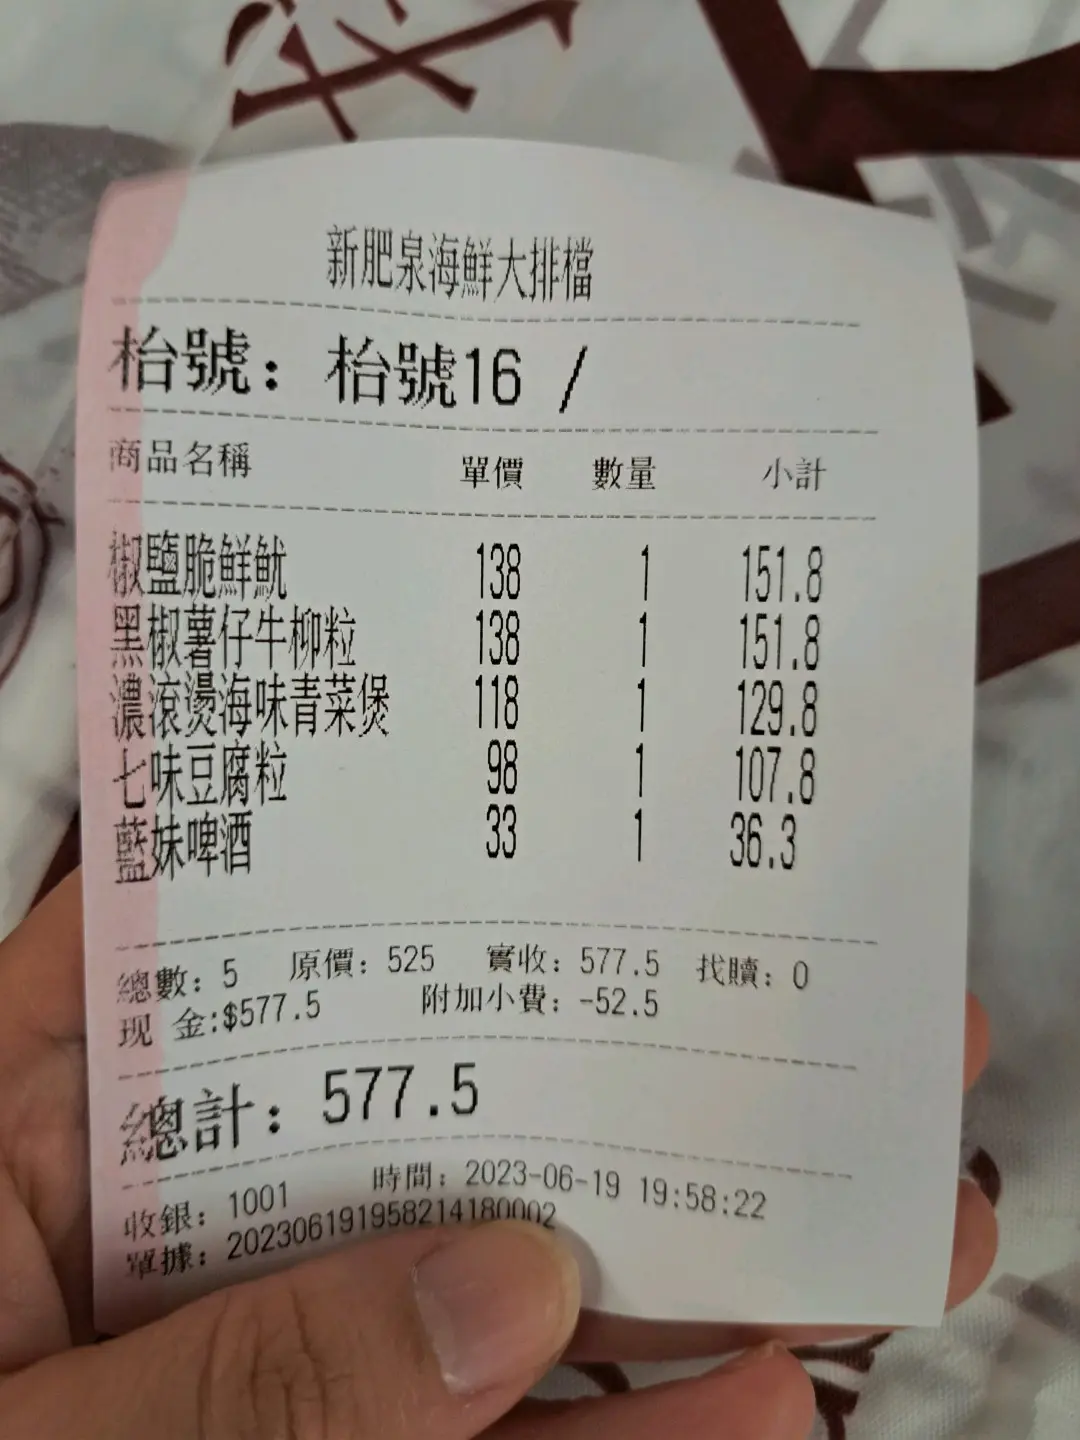 新肥泉海鮮大排檔
枱號：枱號16 /
商品名稱 單價 數量 小計
椒鹽脆鮮魷 138 1 151.8
黑椒薯仔牛柳粒 138 1 151.8
濃滾燙海味青菜煲 118 1 129.8
七味豆腐粒 98 1 107.8
藍妹啤酒 33 1 36.3
總數：5 原價：525 實收：577.5 找贖：0
现 金:$577.5 附加小費：-52.5
總計：577.5
收銀：1001 時間：2023-06-19 19:58:22
單據：202306191958214180002